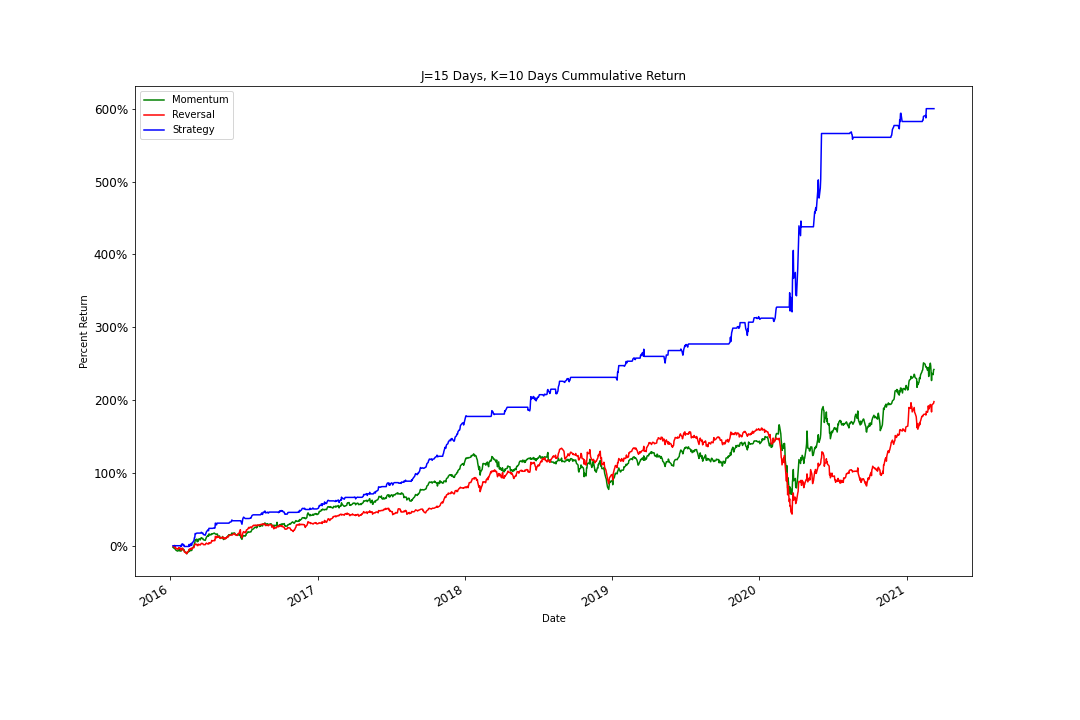 J=15 Days, K=10 Days Cummulative Return
Momentum
Reversal
Strategy
600%
500%
400%
300%
200%
100%
0%
Percent Return
2016
2017
2018
2019
2020
2021
Date